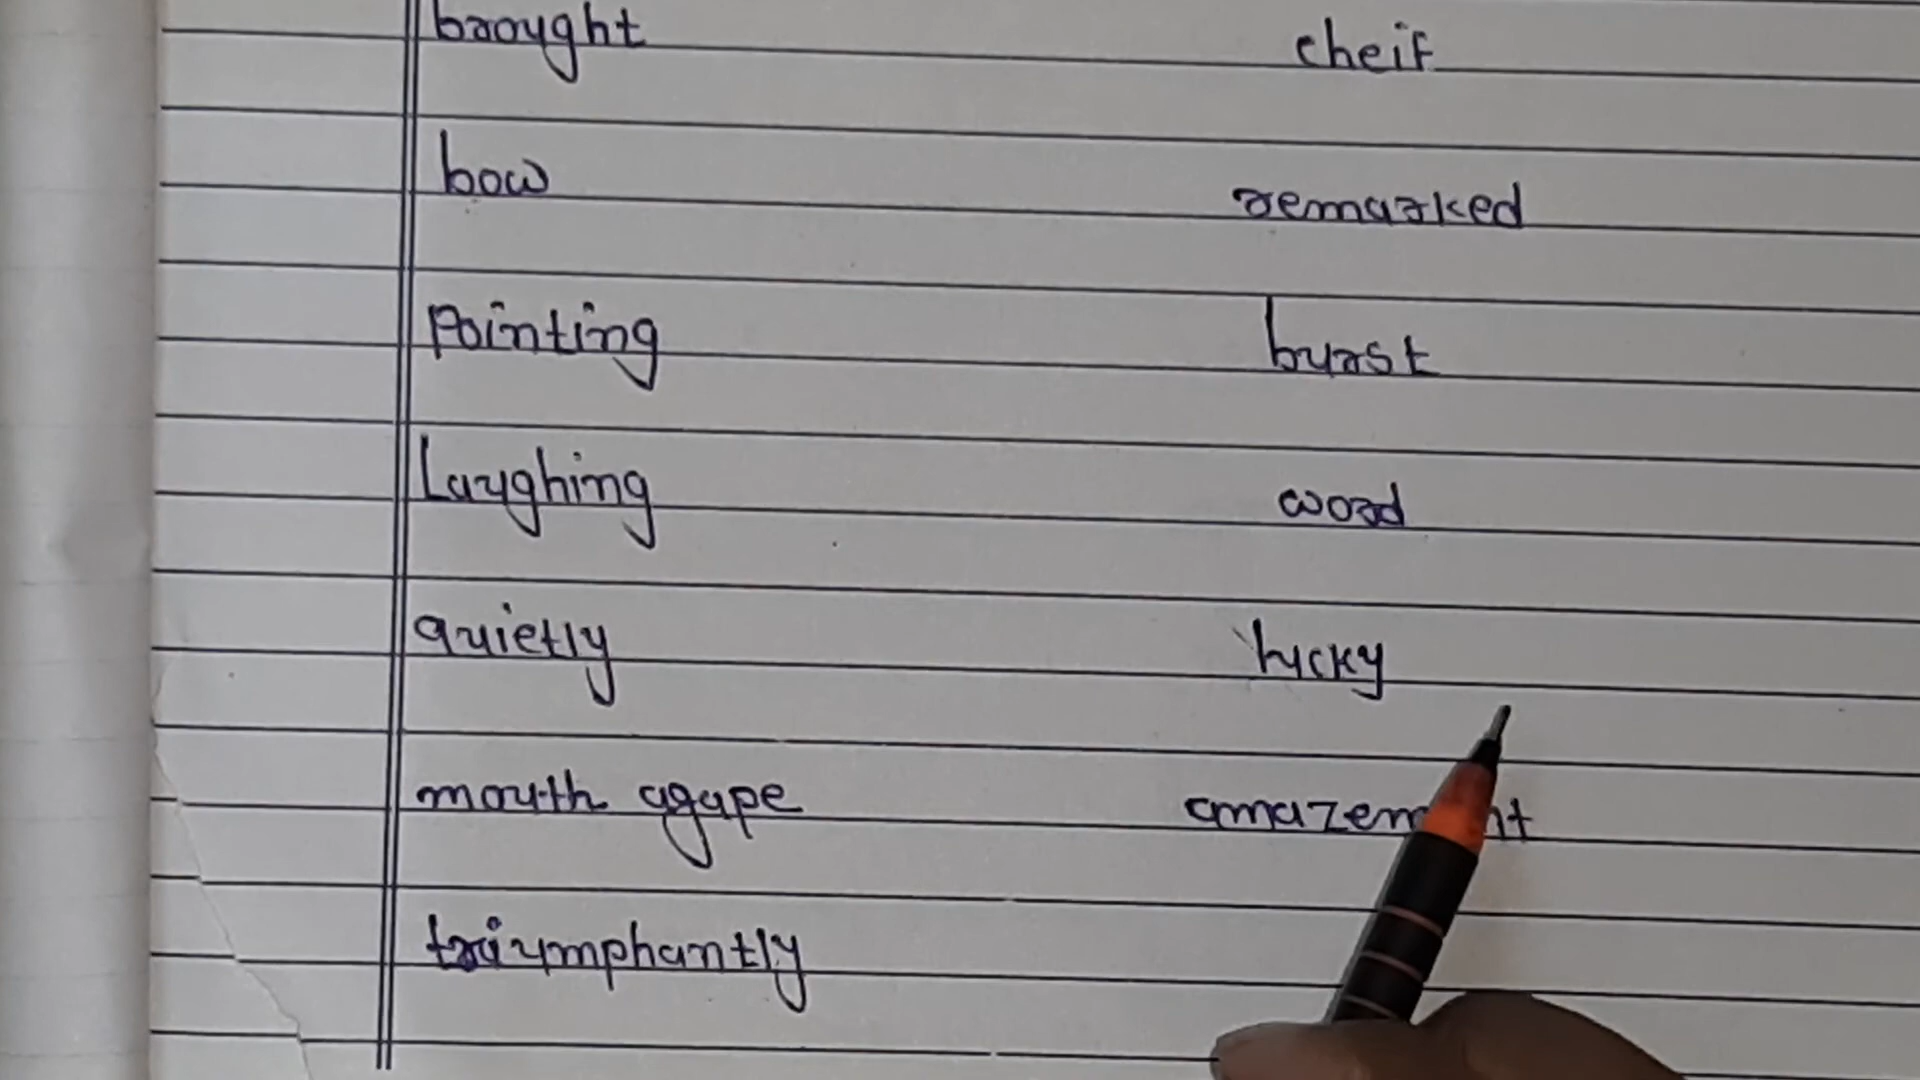 brought cheif
bow remarked
Pointing burst
Laughing word
quietly lucky
mouth agape amazement
triumphantly